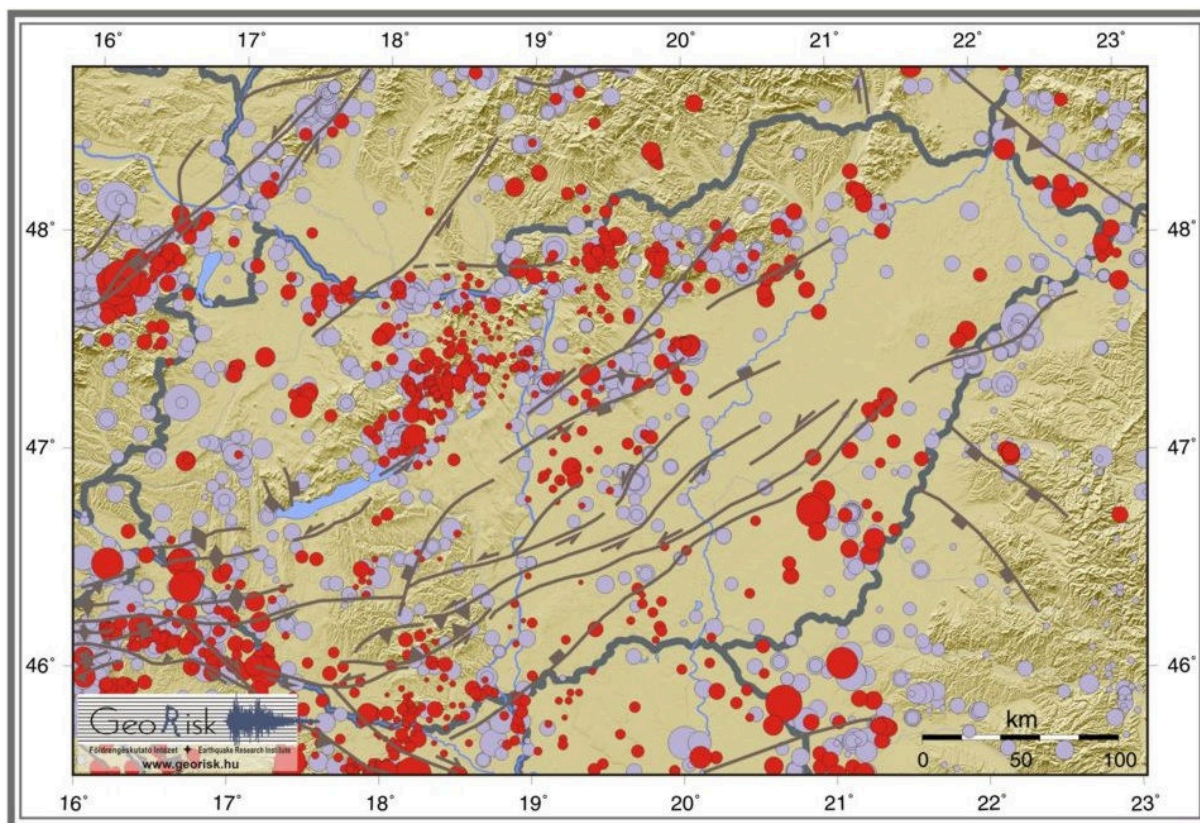 16° 17° 18 19 20 21 22 23°
48° 48°
47° 47°
46° 46°
GeoRisk
Földrengéskutató Intézet ✦ Earthquake Research Institute
www.georisk.hu
km
0 50 100
16° 17° 18° 19° 20° 21° 22° 23°